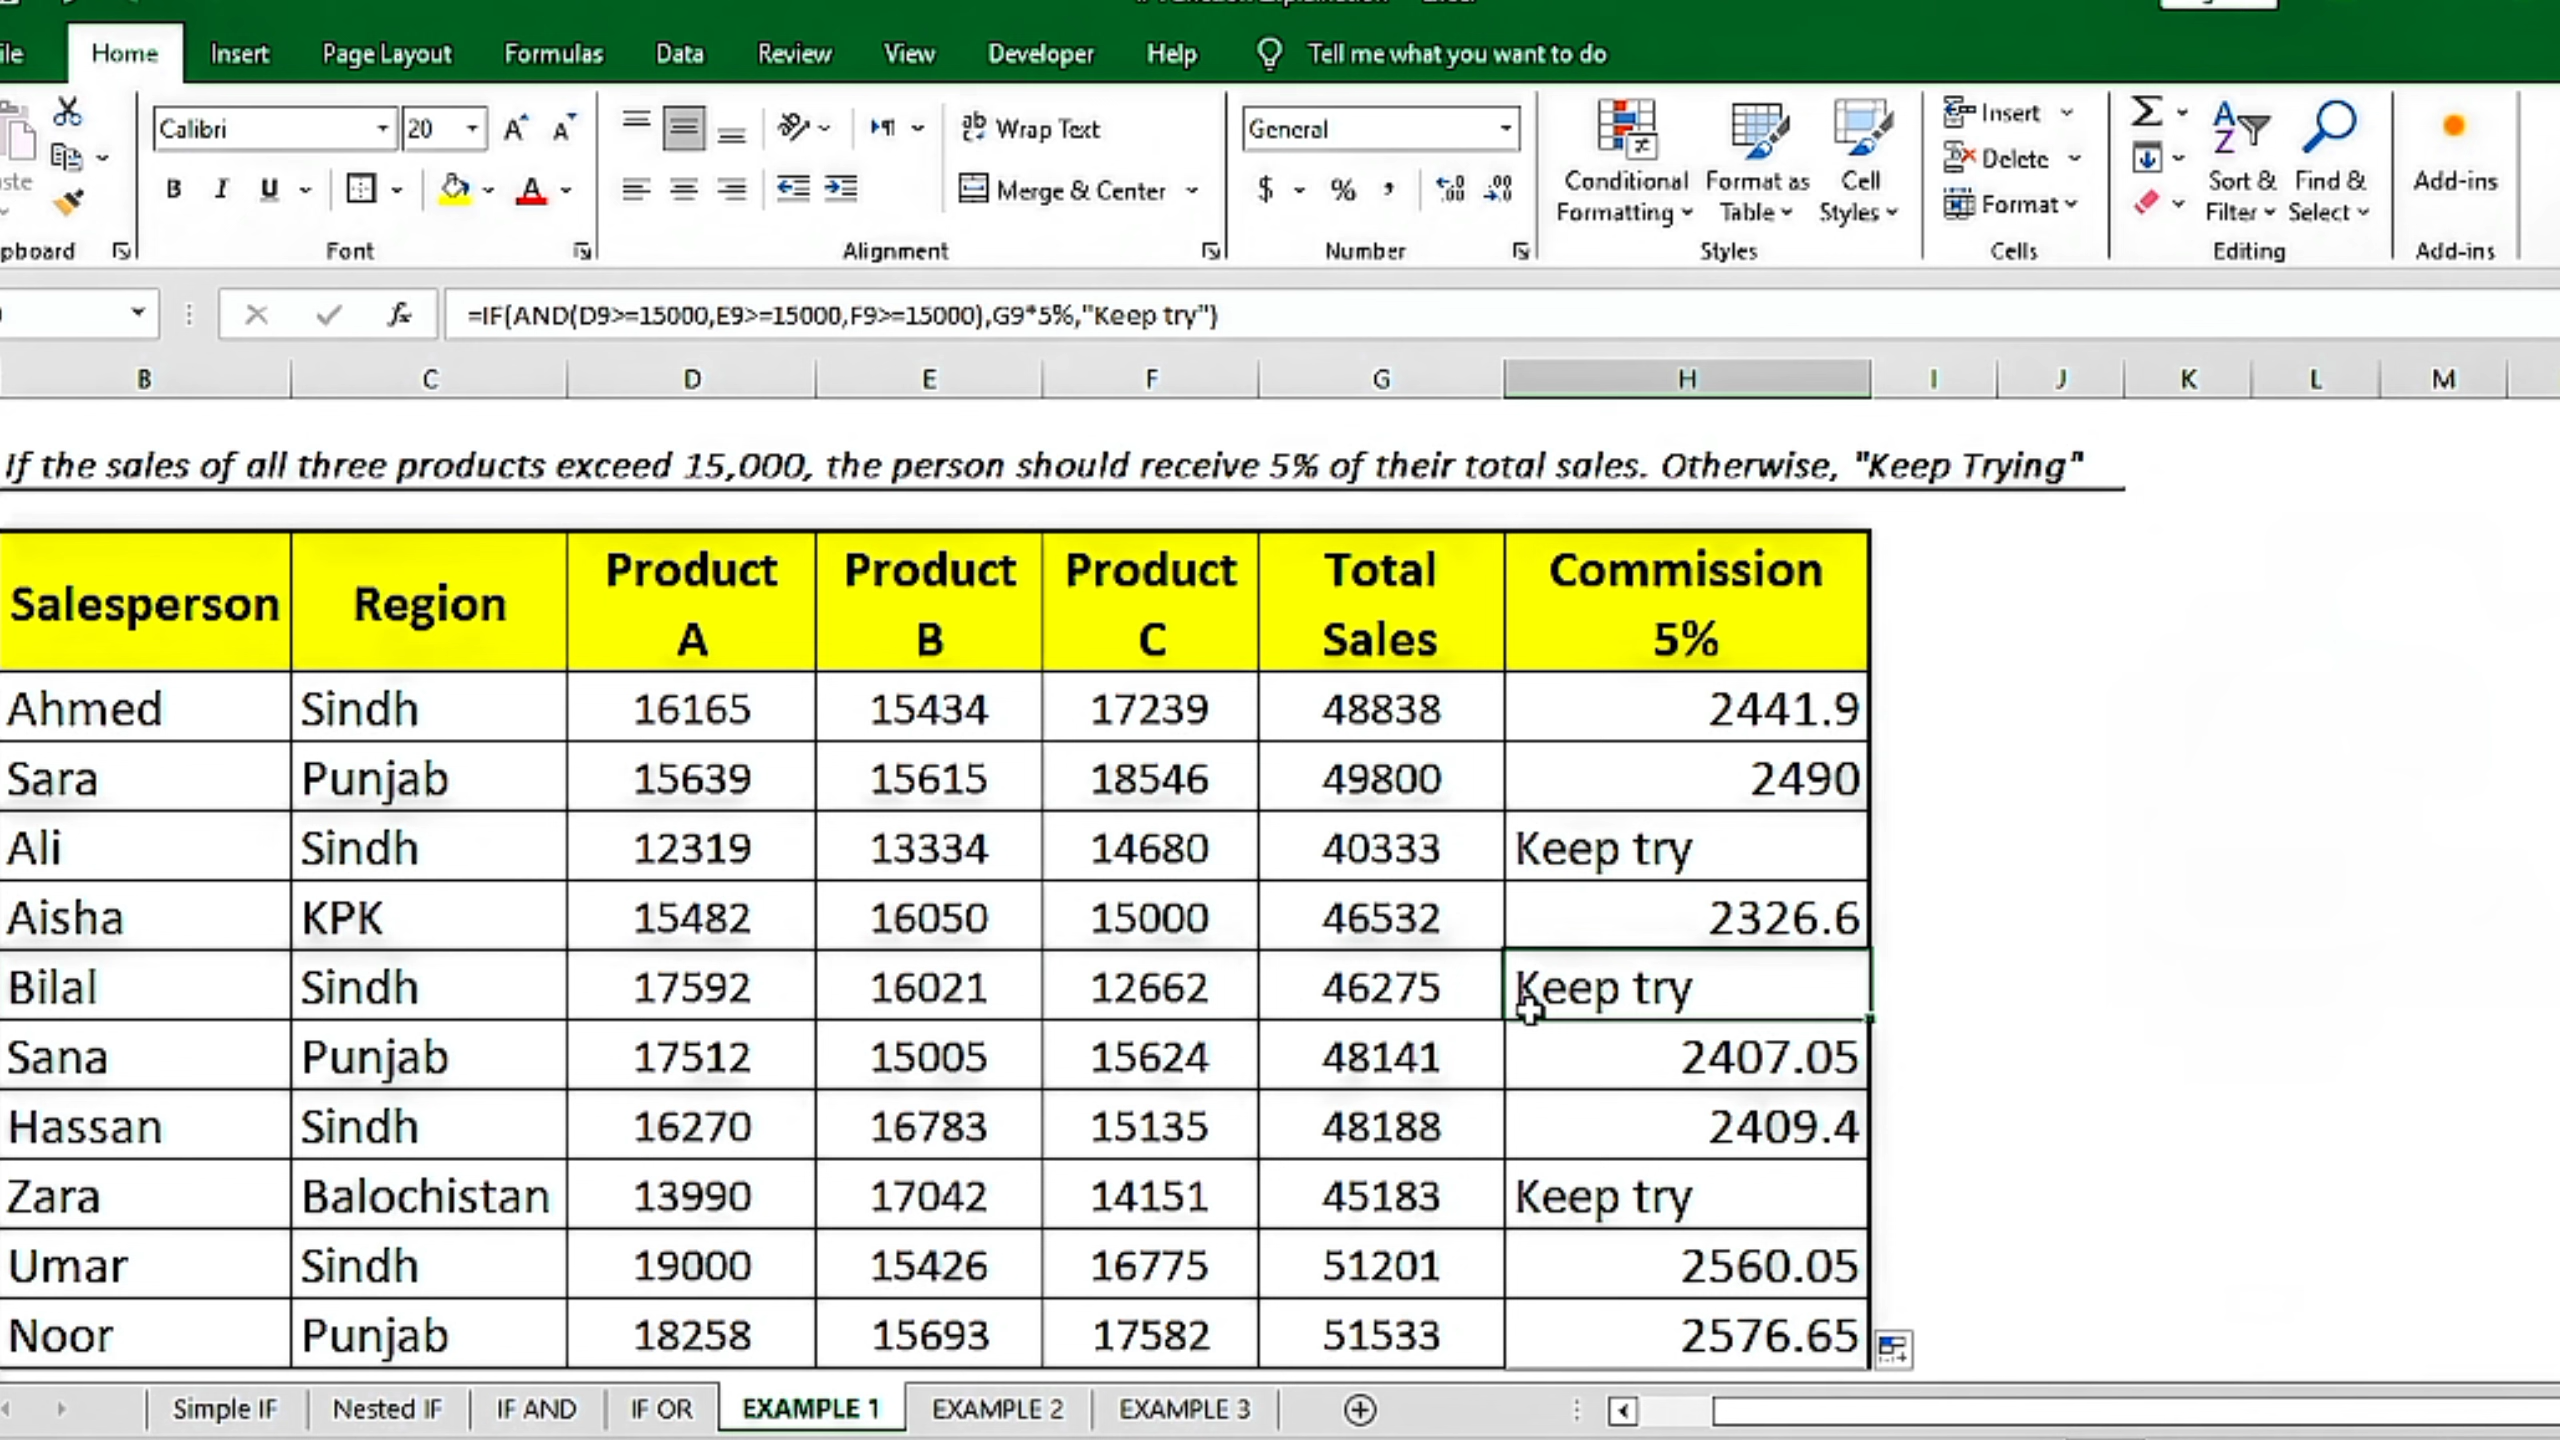 Home Insert Page Layout Formulas Data Review View Developer Help Tell me what you want to do
Calibri 20 Wrap Text General Insert
Delete
B I U Merge & Center $ % Conditional Formatting Format as Table Cell Styles Format Sort & Filter Find & Select Add-ins
Font Alignment Number Styles Cells Editing Add-ins
fx =IF(AND(D9>=15000,E9>=15000,F9>=15000),G9*5%,"Keep try")
B C D E F G H I J K L M
If the sales of all three products exceed 15,000, the person should receive 5% of their total sales. Otherwise, "Keep Trying"
Salesperson Region Product A Product B Product C Total Sales Commission 5%
Ahmed Sindh 16165 15434 17239 48838 2441.9
Sara Punjab 15639 15615 18546 49800 2490
Ali Sindh 12319 13334 14680 40333 Keep try
Aisha KPK 15482 16050 15000 46532 2326.6
Bilal Sindh 17592 16021 12662 46275 Keep try
Sana Punjab 17512 15005 15624 48141 2407.05
Hassan Sindh 16270 16783 15135 48188 2409.4
Zara Balochistan 13990 17042 14151 45183 Keep try
Umar Sindh 19000 15426 16775 51201 2560.05
Noor Punjab 18258 15693 17582 51533 2576.65
Simple IF Nested IF IF AND IF OR EXAMPLE 1 EXAMPLE 2 EXAMPLE 3